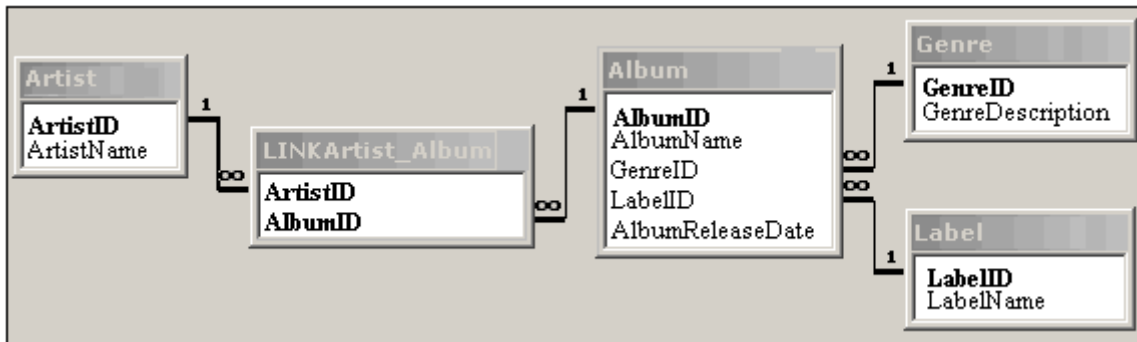 Artist
ArtistID
ArtistName
1
∞
LINKArtist_Album
ArtistID
AlbumID
1
∞
Album
AlbumID
AlbumName
GenreID
LabelID
AlbumReleaseDate
1
∞
∞
1
Genre
GenreID
GenreDescription
Label
LabelID
LabelName